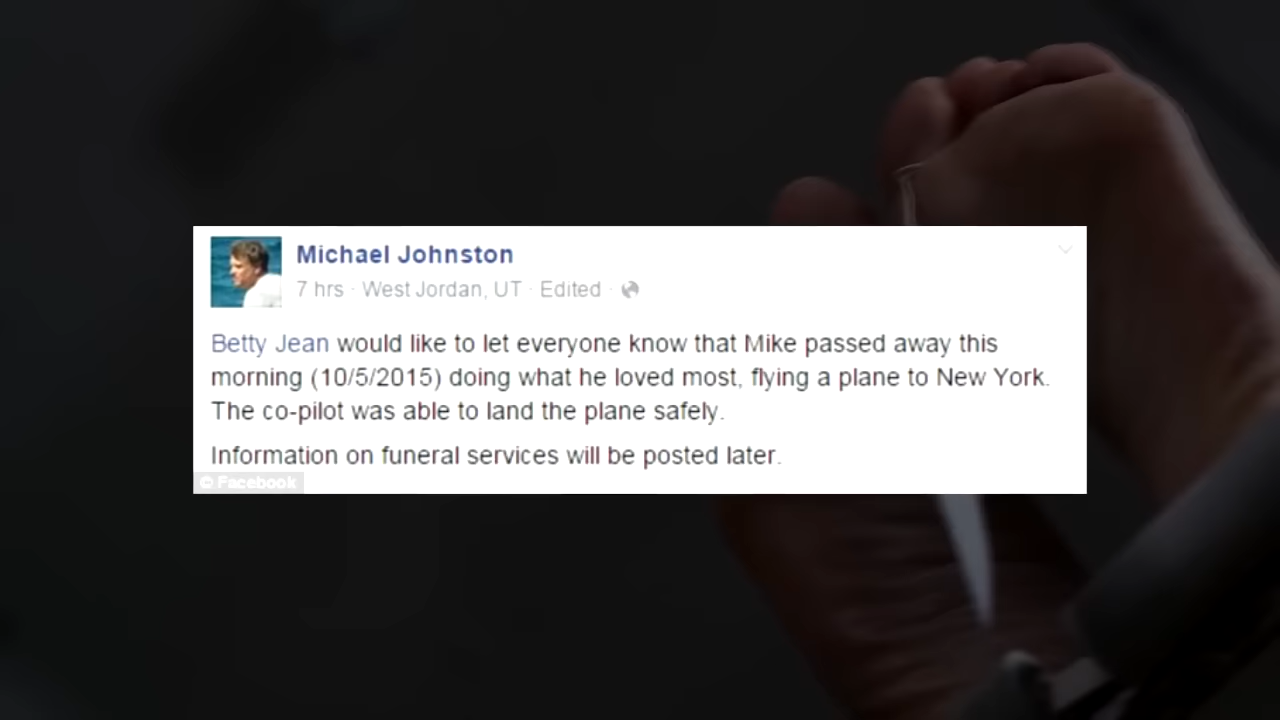 Michael Johnston
7 hrs · West Jordan, UT · Edited ·
Betty Jean would like to let everyone know that Mike passed away this
morning (10/5/2015) doing what he loved most, flying a plane to New York.
The co-pilot was able to land the plane safely.
Information on funeral services will be posted later.
© Facebook